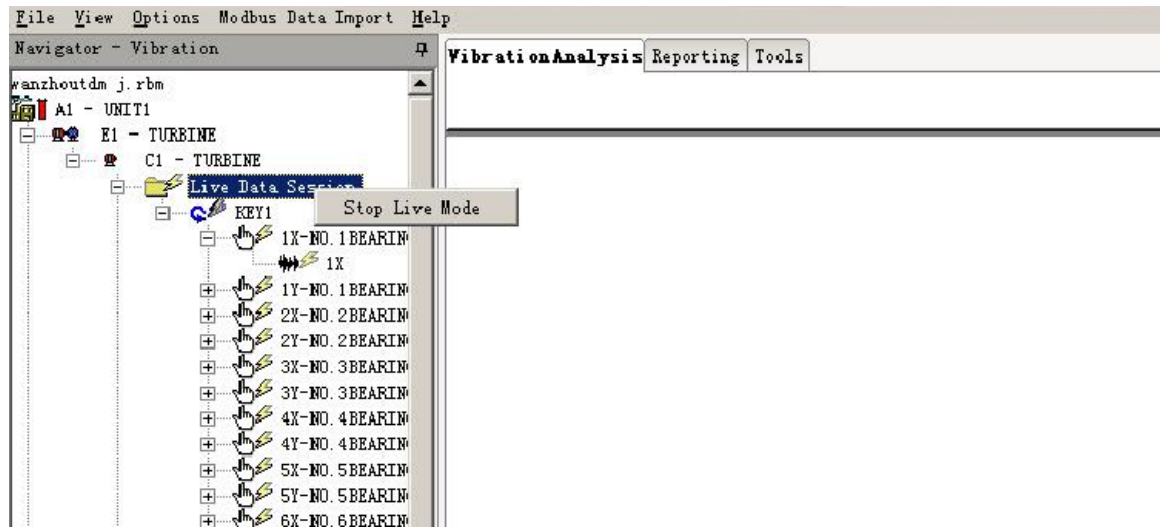 File View Options Modbus Data Import Help
Navigator - Vibration
VibrationAnalysis Reporting Tools
wanzhoutdm j.rbm
A1 - UNIT1
E1 - TURBINE
C1 - TURBINE
Live Data Session
Stop Live Mode
KEY1
1X-NO.1BEARIN
1X
1Y-NO.1BEARIN
2X-NO.2BEARIN
2Y-NO.2BEARIN
3X-NO.3BEARIN
3Y-NO.3BEARIN
4X-NO.4BEARIN
4Y-NO.4BEARIN
5X-NO.5BEARIN
5Y-NO.5BEARIN
6X-NO.6BEARIN